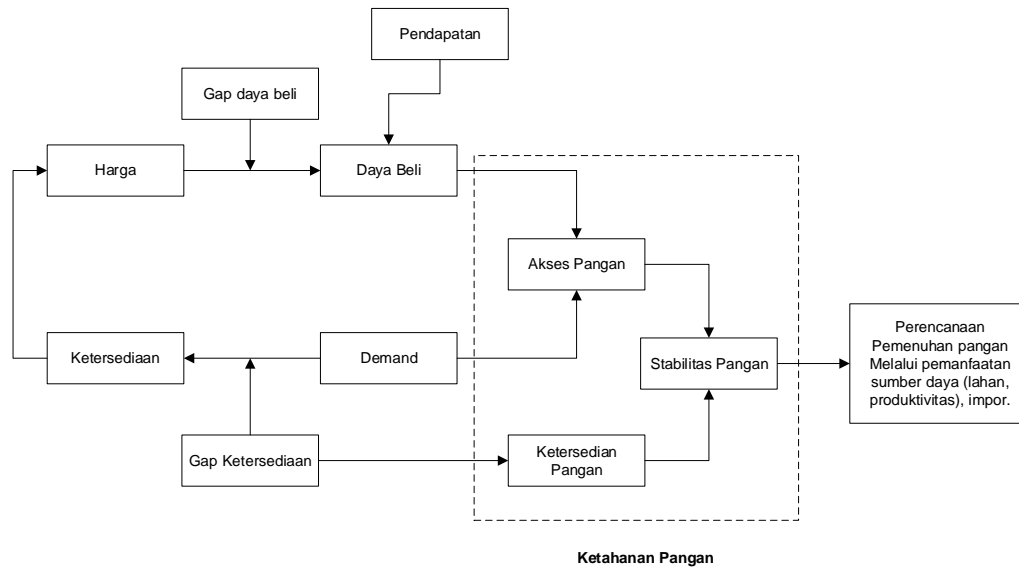 Pendapatan
Gap daya beli
Harga
Daya Beli
Akses Pangan
Ketersediaan
Demand
Stabilitas Pangan
Perencanaan
Pemenuhan pangan
Melalui pemanfaatan
sumber daya (lahan,
produktivitas), impor.
Gap Ketersediaan
Ketersedian
Pangan
Ketahanan Pangan